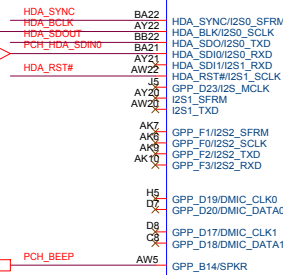 HDA_SYNC BA22 HDA_SYNC/I2S0_SFRM
HDA_BCLK AY22 HDA_BLK/I2S0_SCLK
HDA_SDOUT BB22 HDA_SDO/I2S0_TXD
PCH_HDA_SDIN0 BA21 HDA_SDI0/I2S0_RXD
AY21 HDA_SDI1/I2S1_RXD
HDA_RST# AW22 HDA_RST#/I2S1_SCLK
J5 GPP_D23/I2S_MCLK
AY20 I2S1_SFRM
AW20 I2S1_TXD
AK7 GPP_F1/I2S2_SFRM
AK6 GPP_F0/I2S2_SCLK
AK9 GPP_F2/I2S2_TXD
AK10 GPP_F3/I2S2_RXD
H5 GPP_D19/DMIC_CLK0
D7 GPP_D20/DMIC_DATA0
D8 GPP_D17/DMIC_CLK1
C8 GPP_D18/DMIC_DATA1
PCH_BEEP AW5 GPP_B14/SPKR